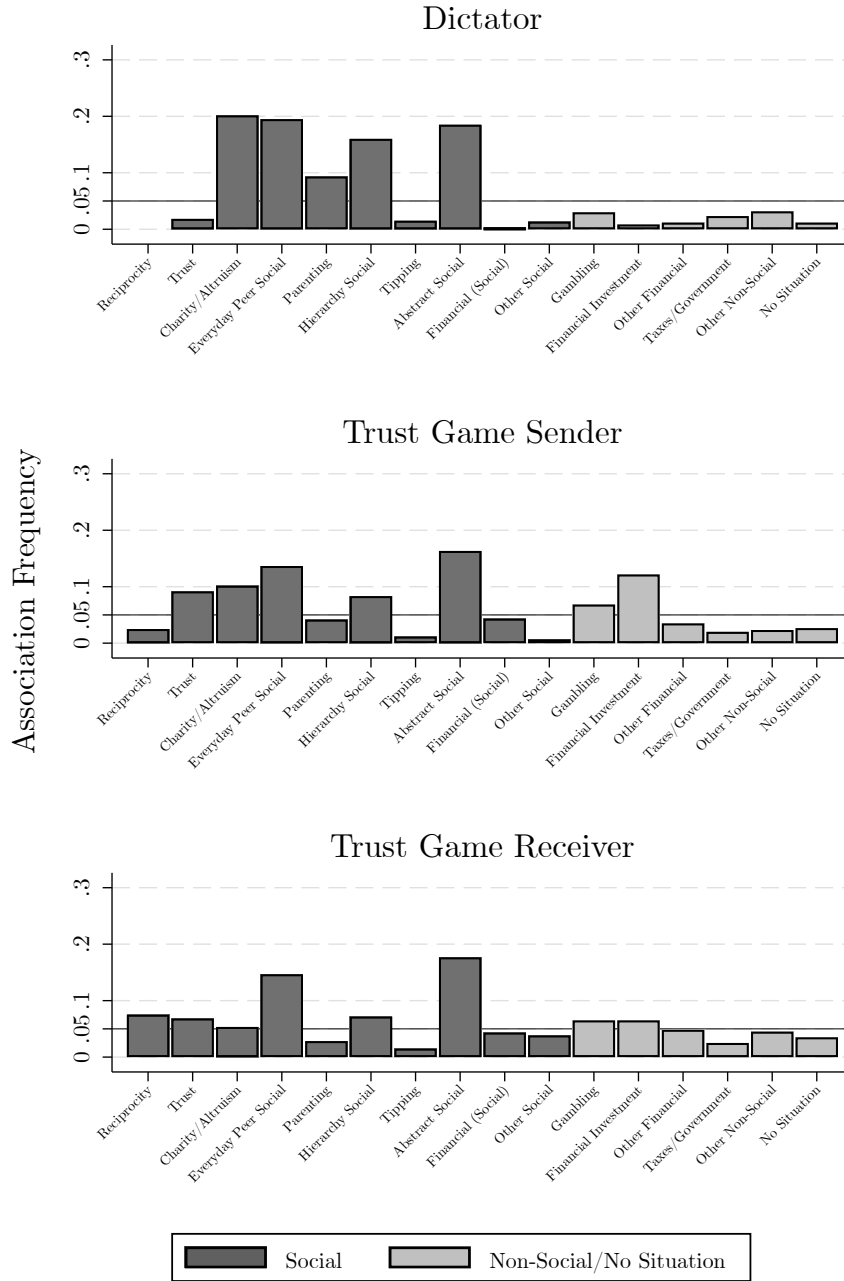 Dictator
.3
.2
.1
.05
0
Reciprocity
Trust
Charity/Altruism
Everyday Peer Social
Parenting
Hierarchy Social
Tipping
Abstract Social
Financial (Social)
Other Social
Gambling
Financial Investment
Other Financial
Taxes/Government
Other Non-Social
No Situation
Association Frequency
Trust Game Sender
.3
.2
.1
.05
0
Reciprocity
Trust
Charity/Altruism
Everyday Peer Social
Parenting
Hierarchy Social
Tipping
Abstract Social
Financial (Social)
Other Social
Gambling
Financial Investment
Other Financial
Taxes/Government
Other Non-Social
No Situation
Trust Game Receiver
.3
.2
.1
.05
0
Reciprocity
Trust
Charity/Altruism
Everyday Peer Social
Parenting
Hierarchy Social
Tipping
Abstract Social
Financial (Social)
Other Social
Gambling
Financial Investment
Other Financial
Taxes/Government
Other Non-Social
No Situation
Social
Non-Social/No Situation